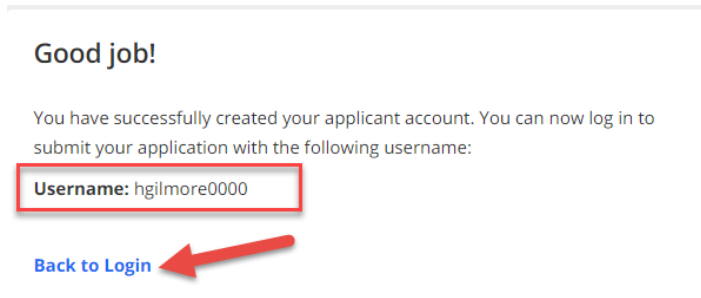 Good job!
You have successfully created your applicant account. You can now log in to
submit your application with the following username:
Username: hgilmore0000
Back to Login